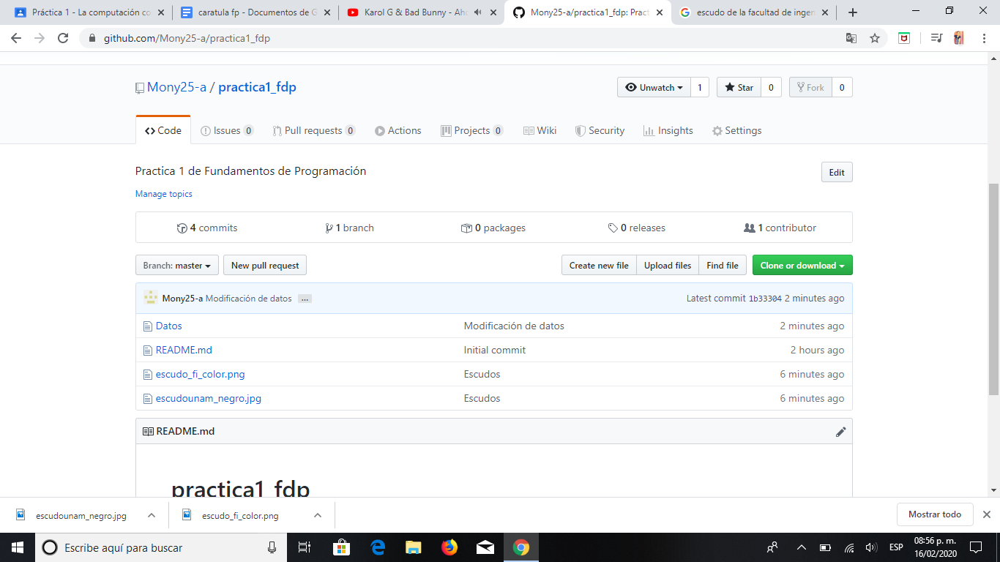 Práctica 1 - La computación co
caratula fp - Documentos de G
Karol G & Bad Bunny - Aho
Mony25-a/practica1_fdp: Pract
escudo de la facultad de ingen
github.com/Mony25-a/practica1_fdp
Mony25-a / practica1_fdp
Unwatch 1
Star 0
Fork 0
Code
Issues 0
Pull requests 0
Actions
Projects 0
Wiki
Security
Insights
Settings
Practica 1 de Fundamentos de Programación
Edit
Manage topics
4 commits
1 branch
0 packages
0 releases
1 contributor
Branch: master
New pull request
Create new file
Upload files
Find file
Clone or download
Mony25-a Modificación de datos ...
Latest commit 1b33304 2 minutes ago
Datos Modificación de datos 2 minutes ago
README.md Initial commit 2 hours ago
escudo_fi_color.png Escudos 6 minutes ago
escudounam_negro.jpg Escudos 6 minutes ago
README.md
practica1_fdp
escudounam_negro.jpg
escudo_fi_color.png
Mostrar todo
Escribe aquí para buscar
ESP
08:56 p. m.
16/02/2020